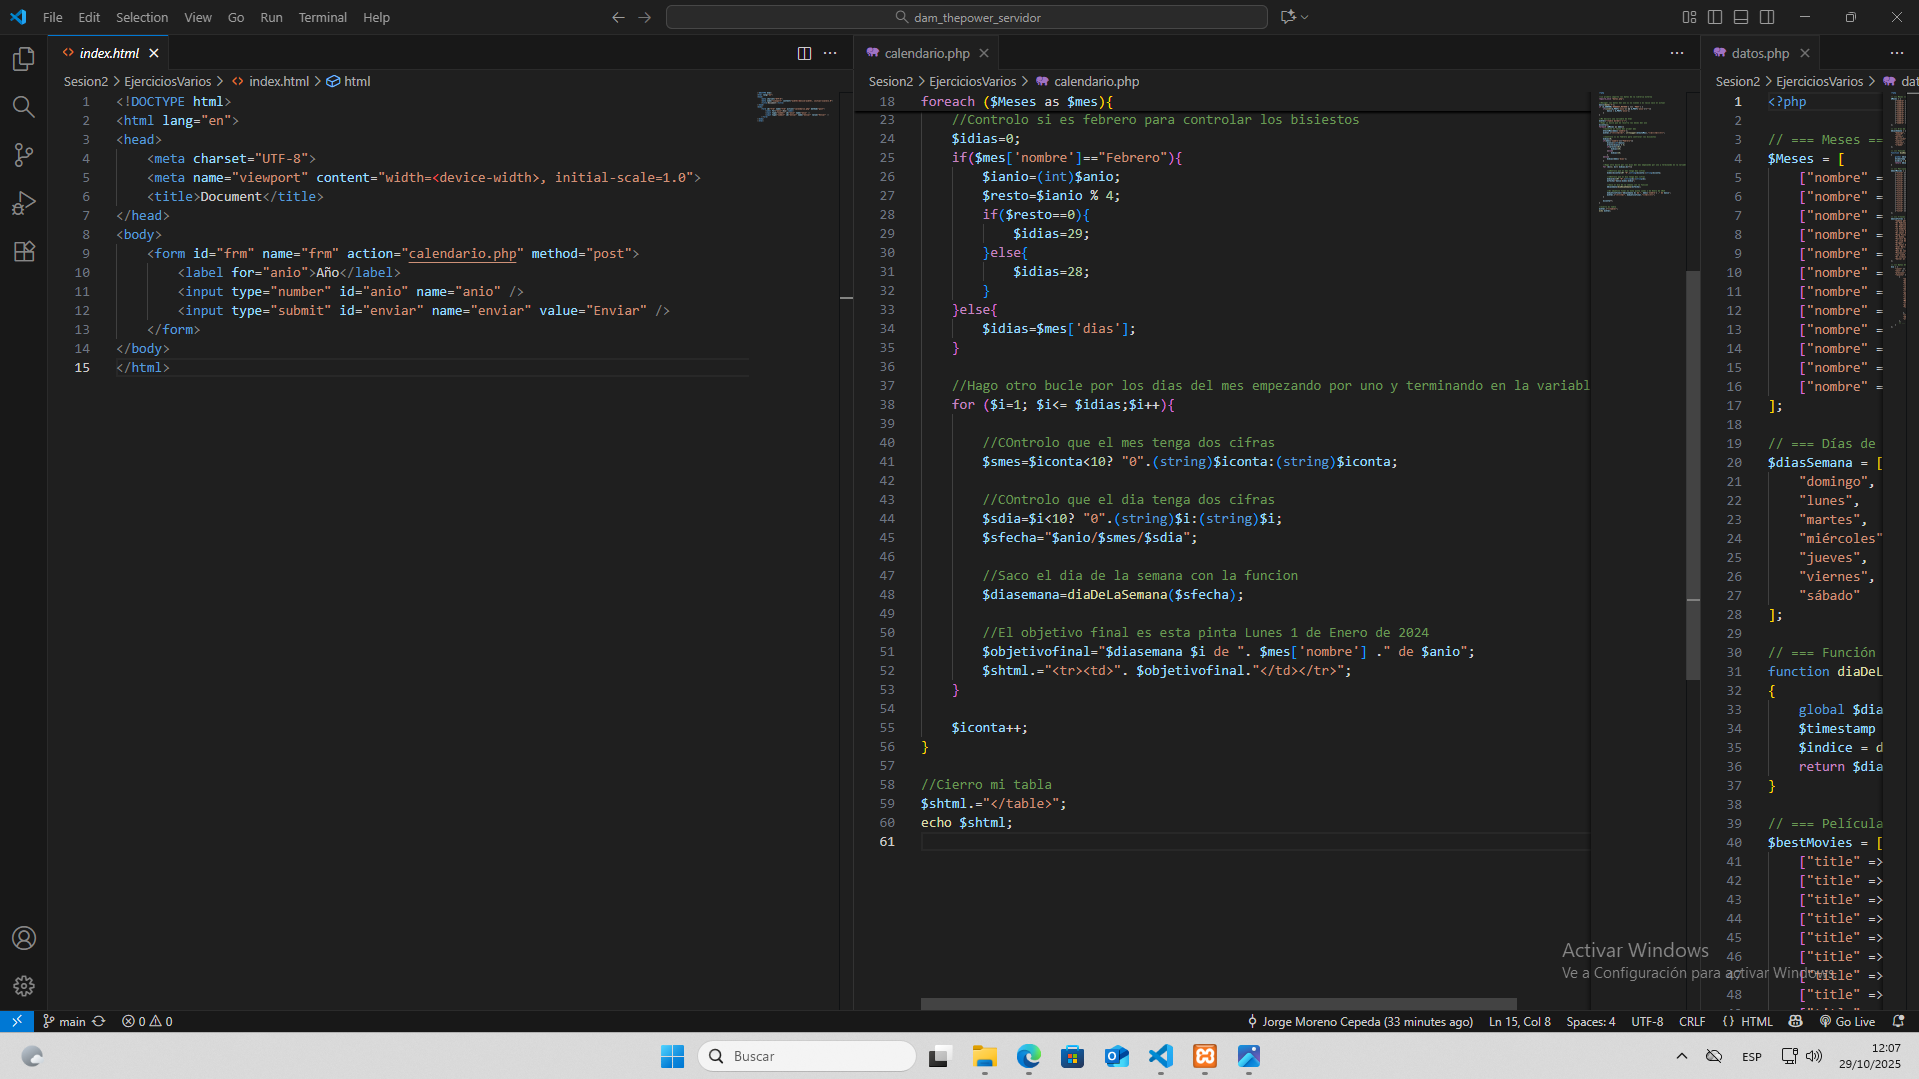 File Edit Selection View Go Run Terminal Help
dam_thepower_servidor
index.html
Sesion2 > EjerciciosVarios > index.html > html
1 <!DOCTYPE html>
2 <html lang="en">
3 <head>
4 <meta charset="UTF-8">
5 <meta name="viewport" content="width=<device-width>, initial-scale=1.0">
6 <title>Document</title>
7 </head>
8 <body>
9 <form id="frm" name="frm" action="calendario.php" method="post">
10 <label for="anio">Año</label>
11 <input type="number" id="anio" name="anio" />
12 <input type="submit" id="enviar" name="enviar" value="Enviar" />
13 </form>
14 </body>
15 </html>
calendario.php
Sesion2 > EjerciciosVarios > calendario.php
18 foreach ($Meses as $mes){
23 //Controlo si es febrero para controlar los bisiestos
24 $idias=0;
25 if($mes['nombre']=="Febrero"){
26 $ianio=(int)$anio;
27 $resto=$ianio % 4;
28 if($resto==0){
29 $idias=29;
30 }else{
31 $idias=28;
32 }
33 }else{
34 $idias=$mes['dias'];
35 }
36
37 //Hago otro bucle por los dias del mes empezando por uno y terminando en la variabl
38 for ($i=1; $i<= $idias;$i++){
39
40 //COntrolo que el mes tenga dos cifras
41 $smes=$iconta<10? "0".(string)$iconta:(string)$iconta;
42
43 //COntrolo que el dia tenga dos cifras
44 $sdia=$i<10? "0".(string)$i:(string)$i;
45 $sfecha="$anio/$smes/$sdia";
46
47 //Saco el dia de la semana con la funcion
48 $diasemana=diaDeLaSemana($sfecha);
49
50 //El objetivo final es esta pinta Lunes 1 de Enero de 2024
51 $objetivofinal="$diasemana $i de ". $mes['nombre'] ." de $anio";
52 $shtml.="<tr><td>". $objetivofinal."</td></tr>";
53 }
54
55 $iconta++;
56 }
57
58 //Cierro mi tabla
59 $shtml.="</table>";
60 echo $shtml;
61
datos.php
Sesion2 > EjerciciosVarios > dat
1 <?php
2
3 // === Meses ==
4 $Meses = [
5 ["nombre" =
6 ["nombre" =
7 ["nombre" =
8 ["nombre" =
9 ["nombre" =
10 ["nombre" =
11 ["nombre" =
12 ["nombre" =
13 ["nombre" =
14 ["nombre" =
15 ["nombre" =
16 ["nombre" =
17 ];
18
19 // === Días de
20 $diasSemana = [
21 "domingo",
22 "lunes",
23 "martes",
24 "miércoles"
25 "jueves",
26 "viernes",
27 "sábado"
28 ];
29
30 // === Función
31 function diaDeL
32 {
33 global $dia
34 $timestamp
35 $indice = d
36 return $dia
37 }
38
39 // === Película
40 $bestMovies = [
41 ["title" =>
42 ["title" =>
43 ["title" =>
44 ["title" =>
45 ["title" =>
46 ["title" =>
47 ["title" =>
48 ["title" =>
Activar Windows
Ve a Configuración para activar Windows.
main 0 0 Jorge Moreno Cepeda (33 minutes ago) Ln 15, Col 8 Spaces: 4 UTF-8 CRLF {} HTML Go Live
Buscar
ESP
12:07
29/10/2025